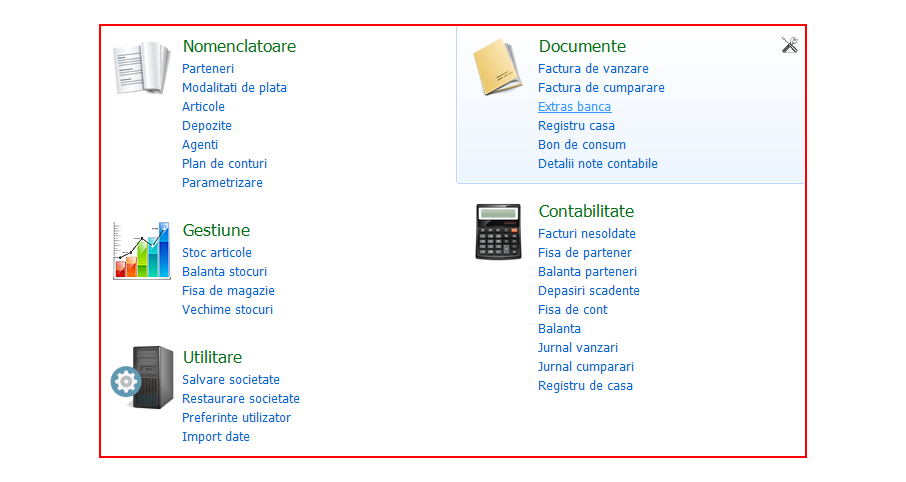 Nomenclatoare
Parteneri
Modalitati de plata
Articole
Depozite
Agenti
Plan de conturi
Parametrizare
Gestiune
Stoc articole
Balanta stocuri
Fisa de magazie
Vechime stocuri
Utilitare
Salvare societate
Restaurare societate
Preferinte utilizator
Import date
Documente
Factura de vanzare
Factura de cumparare
Extras banca
Registru casa
Bon de consum
Detalii note contabile
Contabilitate
Facturi nesoldate
Fisa de partener
Balanta parteneri
Depasiri scadente
Fisa de cont
Balanta
Jurnal vanzari
Jurnal cumparari
Registru de casa